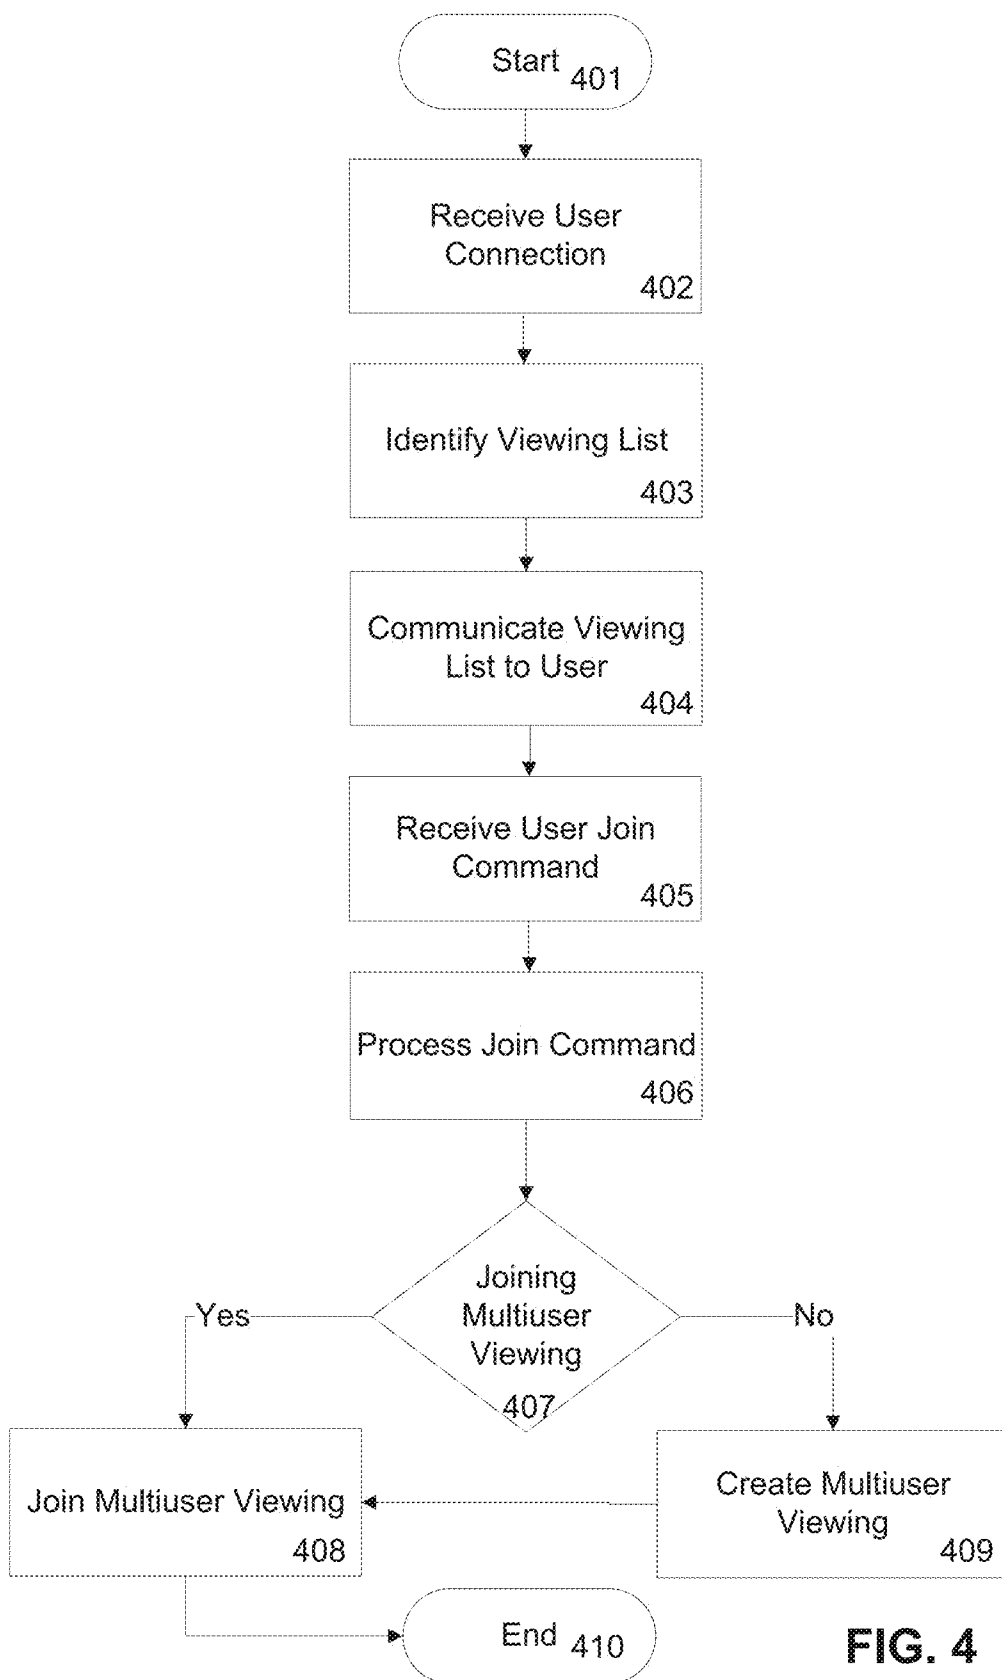 Start
401
Receive User
Connection
402
Identify Viewing List
403
Communicate Viewing
List to User
404
Receive User Join
Command
405
Process Join Command
406
Joining
Multiuser
Viewing
407
Yes
No
Join Multiuser Viewing
408
Create Multiuser
Viewing
409
End
410
FIG. 4